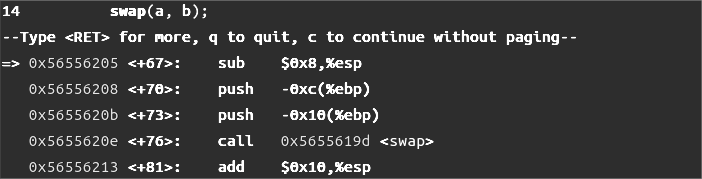 14 swap(a, b);
--Type <RET> for more, q to quit, c to continue without paging--
=> 0x56556205 <+67>: sub $0x8,%esp
0x56556208 <+70>: push -0xc(%ebp)
0x5655620b <+73>: push -0x10(%ebp)
0x5655620e <+76>: call 0x5655619d <swap>
0x56556213 <+81>: add $0x10,%esp